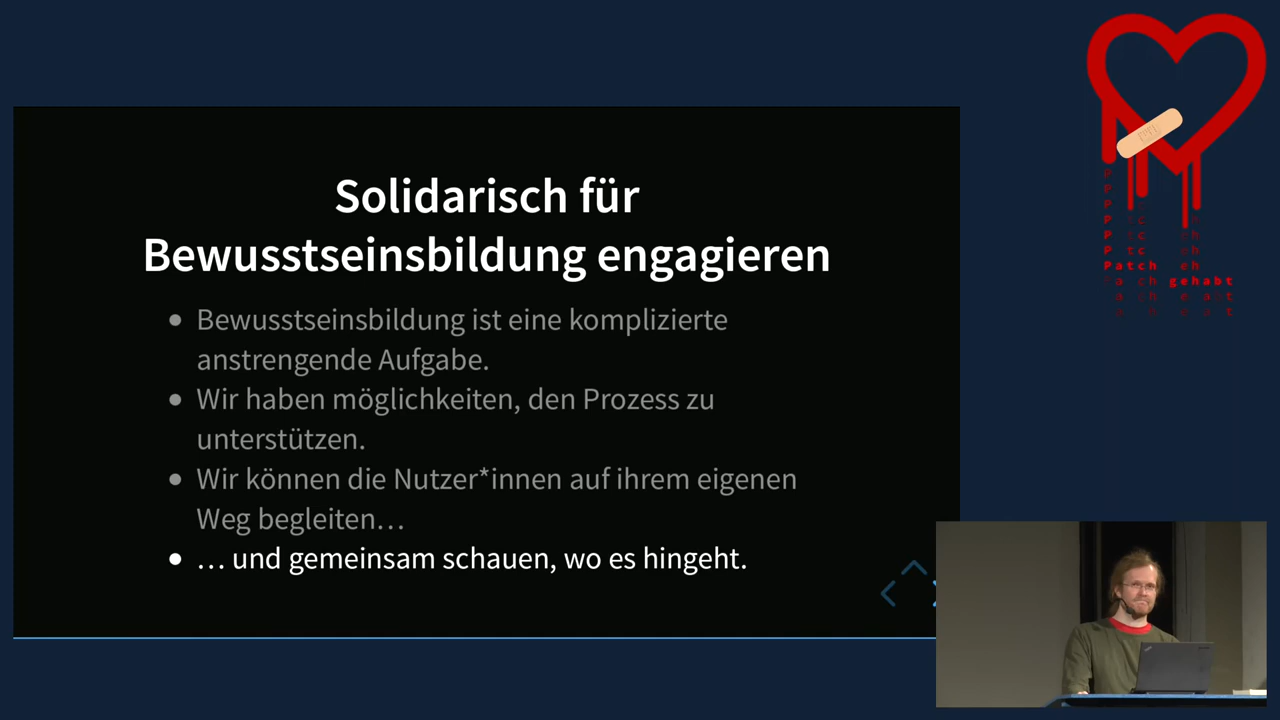 Solidarisch für
Bewusstseinsbildung engagieren
Bewusstseinsbildung ist eine komplizierte
anstrengende Aufgabe.
Wir haben möglichkeiten, den Prozess zu
unterstützen.
Wir können die Nutzer*innen auf ihrem eigenen
Weg begleiten…
… und gemeinsam schauen, wo es hingeht.
Patch
gehabt